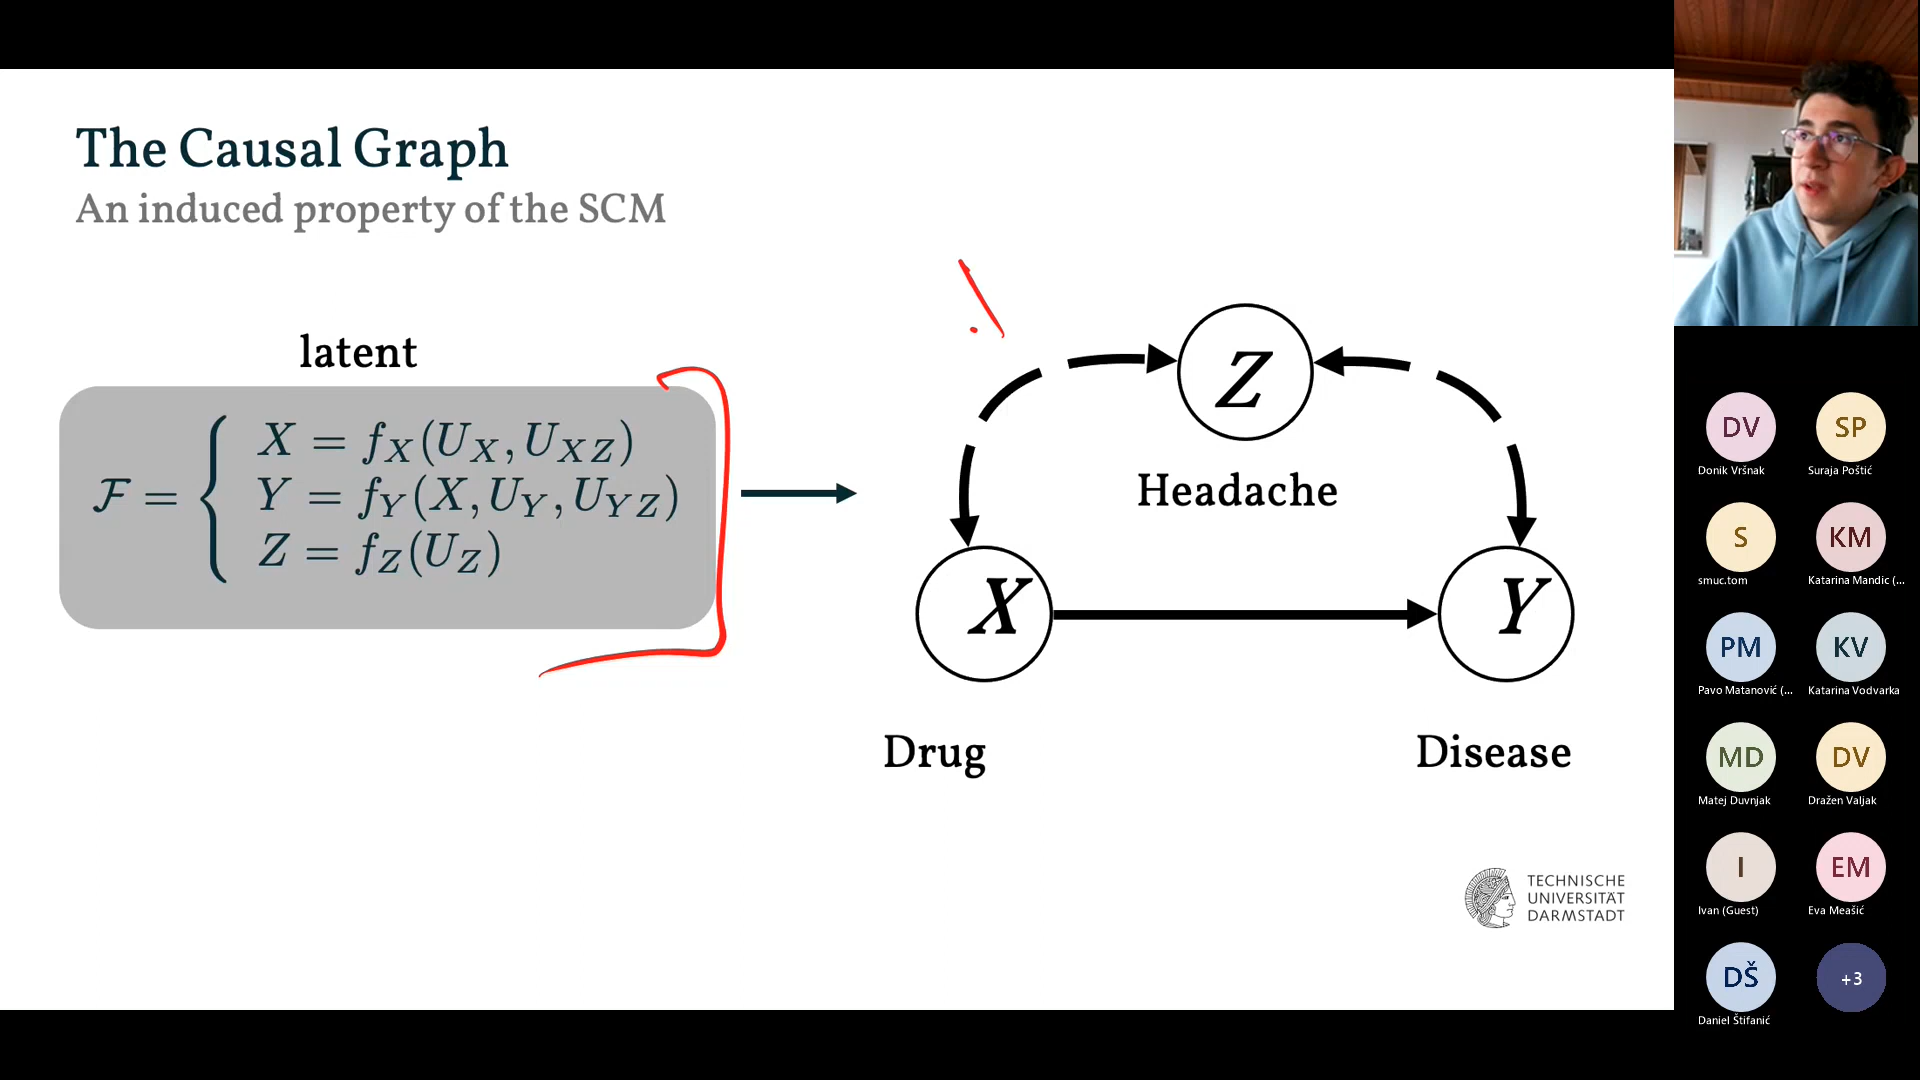 The Causal Graph
An induced property of the SCM
latent
F = { X = f_X(U_X, U_XZ)
Y = f_Y(X, U_Y, U_YZ)
Z = f_Z(U_Z)
Z
Headache
X
Y
Drug
Disease
TECHNISCHE
UNIVERSITÄT
DARMSTADT
DV
SP
Donik Vršnak
Suraja Poštić
S
KM
smuc.tom
Katarina Mandic (...
PM
KV
Pavo Matanović (...
Katarina Vodvarka
MD
DV
Matej Duvnjak
Dražen Valjak
I
EM
Ivan (Guest)
Eva Meašić
DŠ
+3
Daniel Štifanić